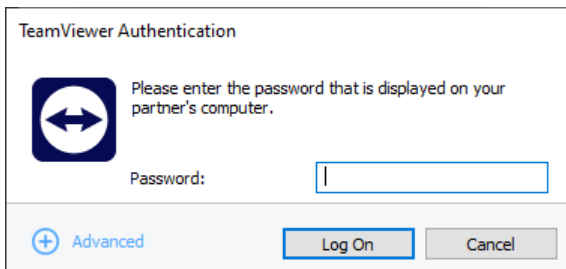 TeamViewer Authentication
Please enter the password that is displayed on your
partner's computer.
Password:
Advanced
Log On
Cancel